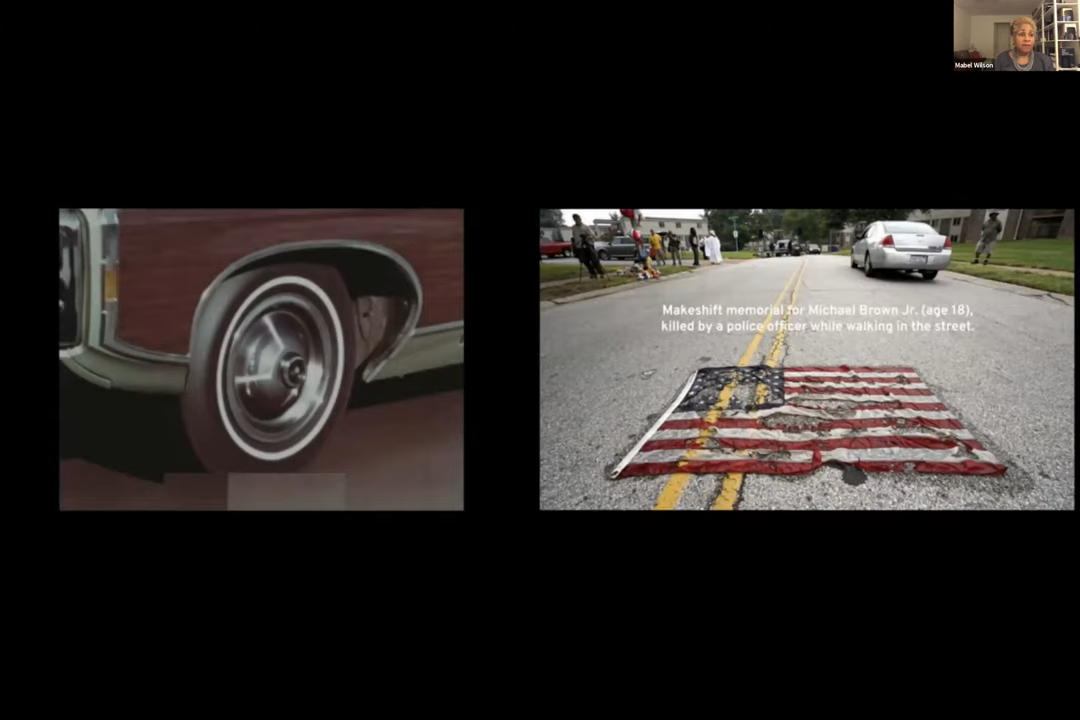 Mabel Wilson
Makeshift memorial for Michael Brown Jr. (age 18),
killed by a police officer while walking in the street.